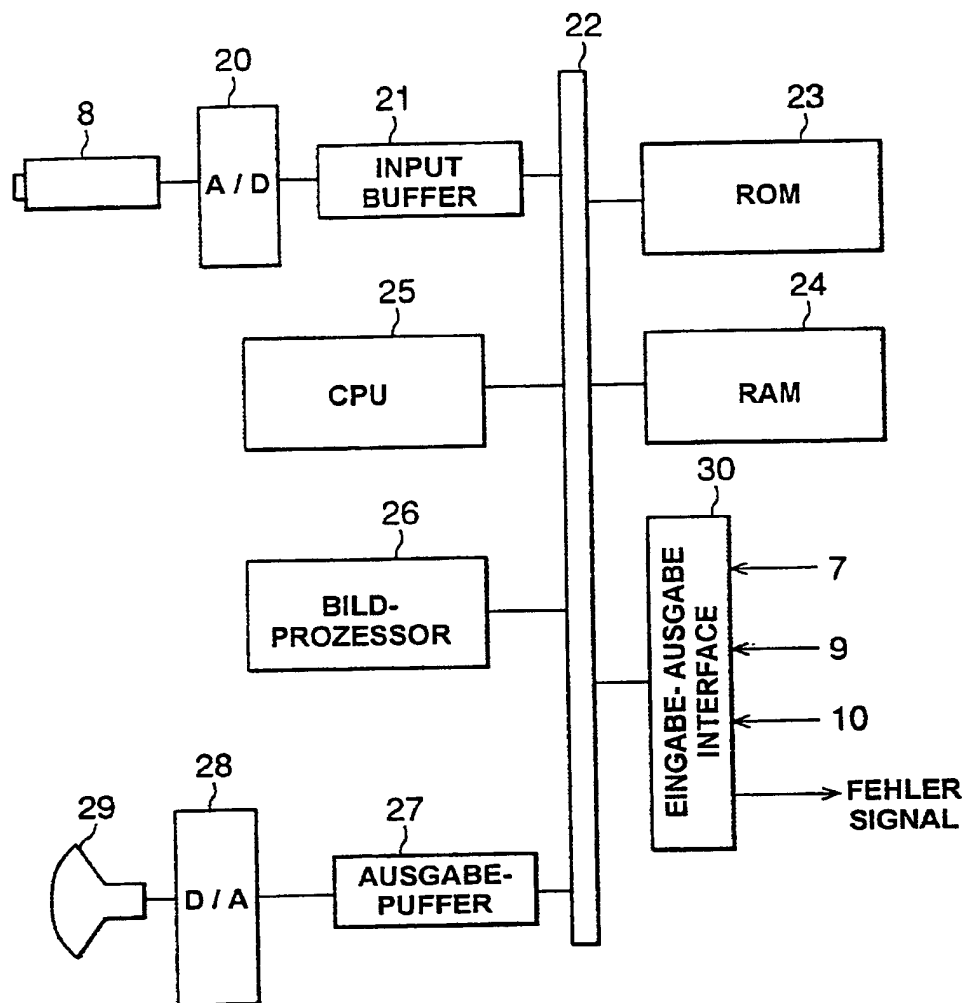 22
20
21
23
8
A / D
INPUT
BUFFER
ROM
25
24
CPU
RAM
30
26
7
BILD-
PROZESSOR
EINGABE- AUSGABE
INTERFACE
9
10
28
27
FEHLER
SIGNAL
29
D / A
AUSGABE-
PUFFER